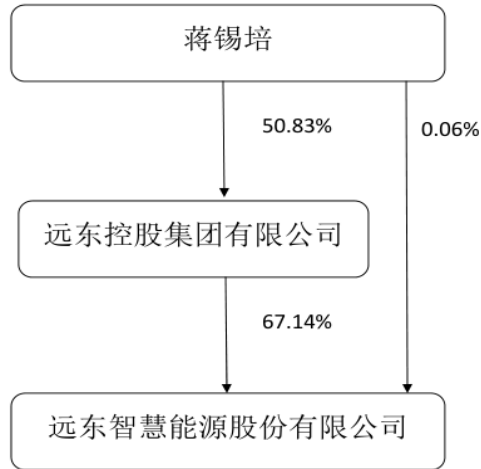 蒋锡培
50.83%
0.06%
远东控股集团有限公司
67.14%
远东智慧能源股份有限公司